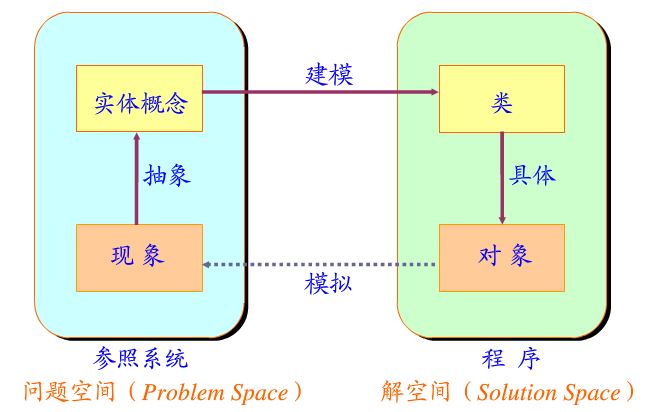 建模
实体概念
类
抽象
具体
现 象
对 象
模拟
参照系统
程 序
问题空间（Problem Space）
解空间（Solution Space）